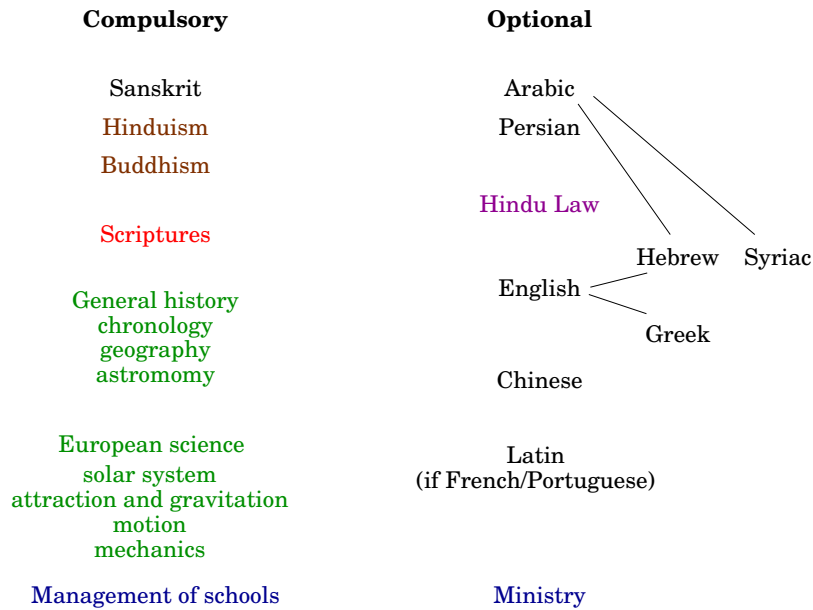 Compulsory
Optional
Sanskrit
Arabic
Hinduism
Persian
Buddhism
Hindu Law
Scriptures
Hebrew
Syriac
English
General history
chronology
geography
astromomy
Greek
Chinese
European science
solar system
attraction and gravitation
motion
mechanics
Latin
(if French/Portuguese)
Management of schools
Ministry